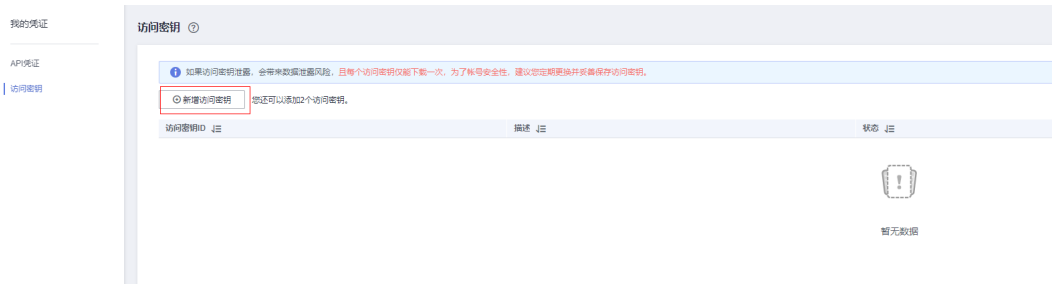 我的凭证
API凭证
访问密钥
访问密钥
如果访问密钥泄露，会带来数据泄露风险，且每个访问密钥仅能下载一次，为了帐号安全性，建议您定期更换并妥善保存访问密钥。
新增访问密钥 您还可以添加2个访问密钥。
访问密钥ID 描述 状态
暂无数据